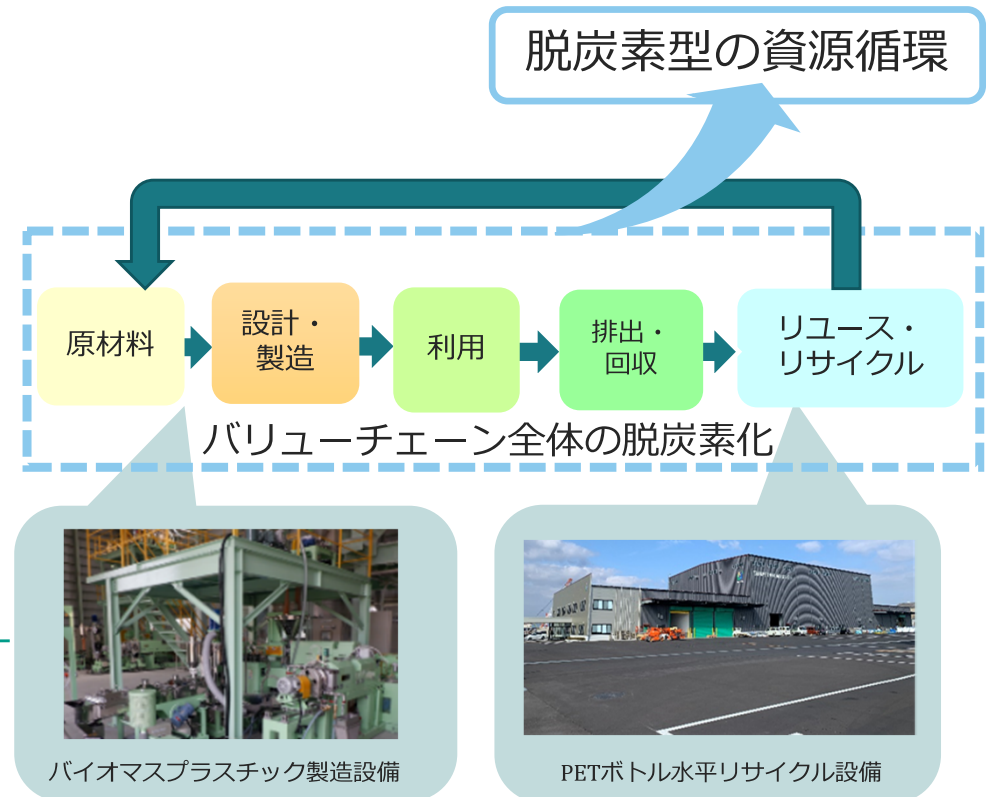 脱炭素型の資源循環
原材料
設計・
製造
利用
排出・
回収
リユース・
リサイクル
バリューチェーン全体の脱炭素化
バイオマスプラスチック製造設備
PETボトル水平リサイクル設備